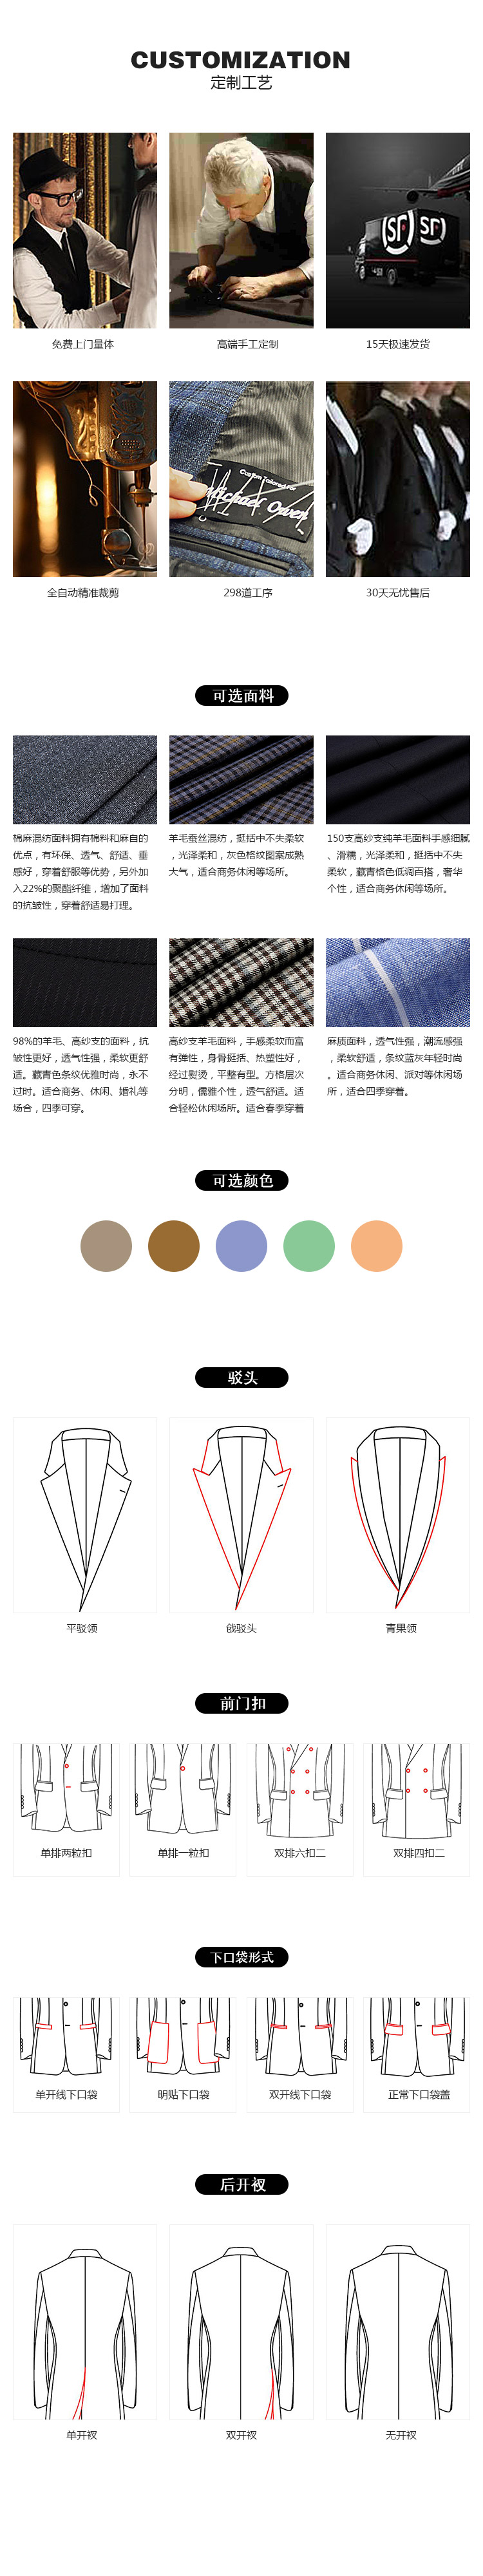 CUSTOMIZATION
定制工艺
SF
SF
免费上门量体
高端手工定制
15天极速发货
Custom Tailored For
Michael Owen
全自动精准裁剪
298道工序
30天无忧售后
可选面料
棉麻混纺面料拥有棉料和麻自的
优点，有环保、透气、舒适、垂
感好，穿着舒服等优势，另外加
入22%的聚酯纤维，增加了面料
的抗皱性，穿着舒适易打理。
羊毛蚕丝混纺，挺括中不失柔软
，光泽柔和，灰色格纹图案成熟
大气，适合商务休闲等场所。
150支高纱支纯羊毛面料手感细腻
、滑糯，光泽柔和，挺括中不失
柔软，藏青格色低调百搭，奢华
个性，适合商务休闲等场所。
98%的羊毛、高纱支的面料，抗
皱性更好，透气性强，柔软更舒
适。藏青色条纹优雅时尚，永不
过时。适合商务、休闲、婚礼等
场合，四季可穿。
高纱支羊毛面料，手感柔软而富
有弹性，身骨挺括、热塑性好，
经过熨烫，平整有型。方格层次
分明，儒雅个性，透气舒适。适
合轻松休闲场所。适合春季穿着
麻质面料，透气性强，潮流感强
，柔软舒适，条纹蓝灰年轻时尚
。适合商务休闲、派对等休闲场
所，适合四季穿着。
可选颜色
驳头
平驳领
戗驳头
青果领
前门扣
单排两粒扣
单排一粒扣
双排六扣二
双排四扣二
下口袋形式
单开线下口袋
明贴下口袋
双开线下口袋
正常下口袋盖
后开衩
单开衩
双开衩
无开衩